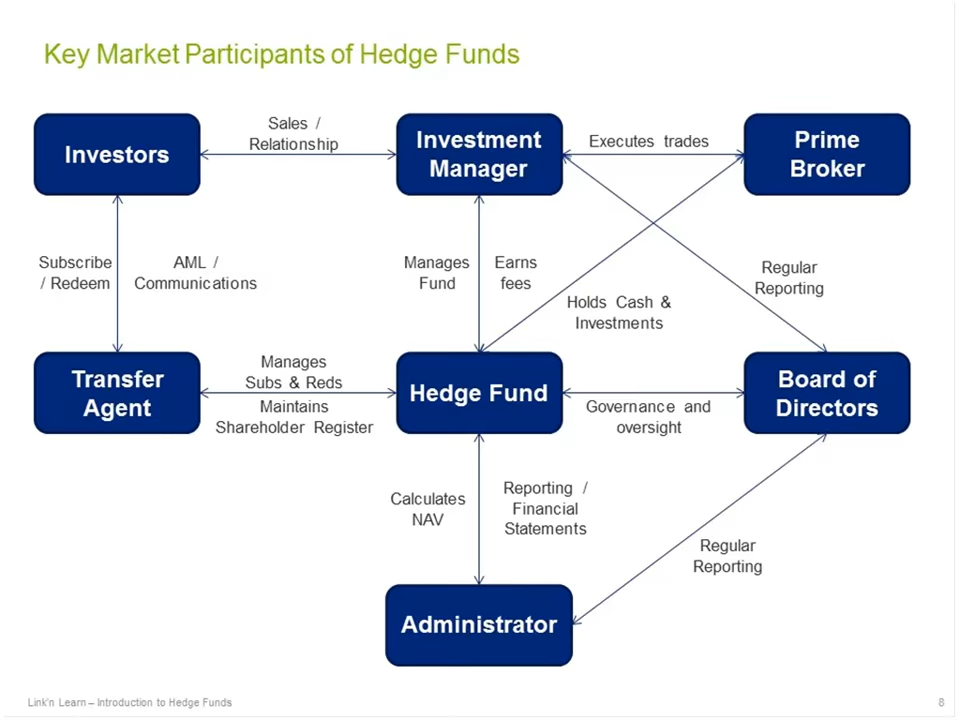 Key Market Participants of Hedge Funds
Investors
Sales /
Relationship
Investment
Manager
Executes trades
Prime
Broker
Subscribe
/ Redeem
AML /
Communications
Manages
Fund
Earns
fees
Holds Cash &
Investments
Regular
Reporting
Transfer
Agent
Manages
Subs & Reds
Maintains
Shareholder Register
Hedge Fund
Governance and
oversight
Board of
Directors
Calculates
NAV
Reporting /
Financial
Statements
Regular
Reporting
Administrator
Link'n Learn – Introduction to Hedge Funds
8